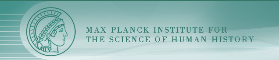 MAX PLANCK INSTITUTE FOR
THE SCIENCE OF HUMAN HISTORY